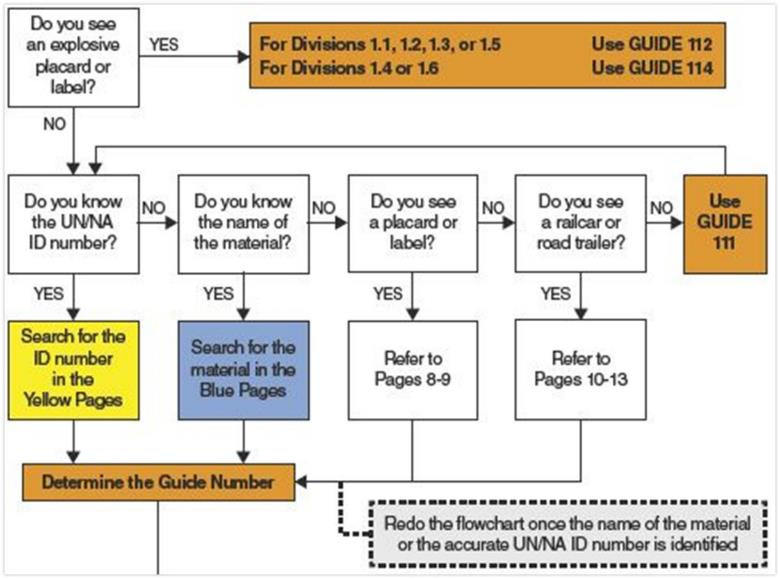 Do you see
an explosive
placard or
label?
YES
For Divisions 1.1, 1.2, 1.3, or 1.5 Use GUIDE 112
For Divisions 1.4 or 1.6 Use GUIDE 114
NO
Do you know
the UN/NA
ID number?
NO
Do you know
the name of
the material?
NO
Do you see
a placard or
label?
NO
Do you see
a railcar or
road trailer?
NO
Use
GUIDE
111
YES
YES
YES
YES
Search for the
ID number
in the
Yellow Pages
Search for the
material in the
Blue Pages
Refer to
Pages 8-9
Refer to
Pages 10-13
Determine the Guide Number
Redo the flowchart once the name of the material
or the accurate UN/NA ID number is identified